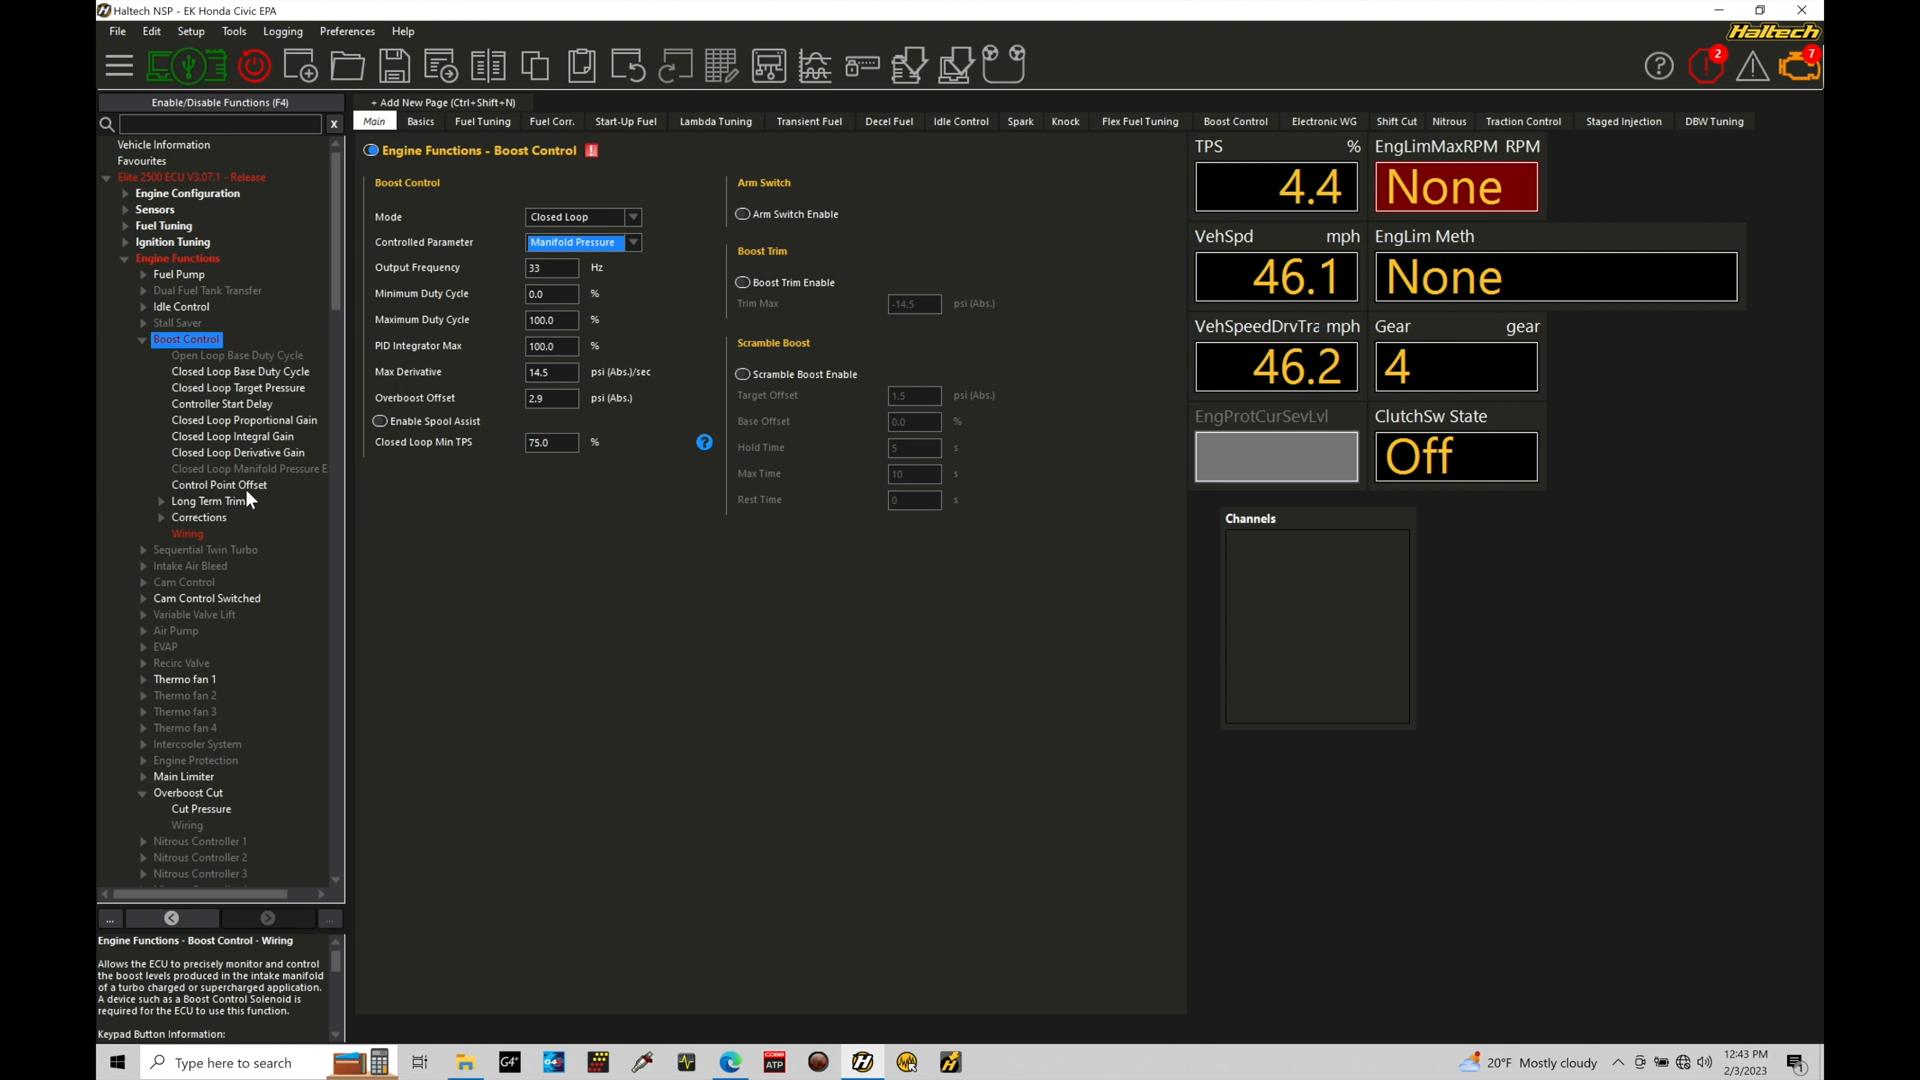 Haltech NSP - EK Honda Civic EPA
File Edit Setup Tools Logging Preferences Help
Haltech
2
7
Enable/Disable Functions (F4)
+ Add New Page (Ctrl+Shift+N)
x
Main Basics Fuel Tuning Fuel Corr. Start-Up Fuel Lambda Tuning Transient Fuel Decel Fuel Idle Control Spark Knock Flex Fuel Tuning Boost Control Electronic WG Shift Cut Nitrous Traction Control Staged Injection DBW Tuning
Vehicle Information
Favourites
Elite 2500 ECU V3.07.1 - Release
Engine Configuration
Sensors
Fuel Tuning
Ignition Tuning
Engine Functions
Fuel Pump
Dual Fuel Tank Transfer
Idle Control
Stall Saver
Boost Control
Open Loop Base Duty Cycle
Closed Loop Base Duty Cycle
Closed Loop Target Pressure
Controller Start Delay
Closed Loop Proportional Gain
Closed Loop Integral Gain
Closed Loop Derivative Gain
Closed Loop Manifold Pressure E
Control Point Offset
Long Term Trim
Corrections
Wiring
Sequential Twin Turbo
Intake Air Bleed
Cam Control
Cam Control Switched
Variable Valve Lift
Air Pump
EVAP
Recirc Valve
Thermo fan 1
Thermo fan 2
Thermo fan 3
Thermo fan 4
Intercooler System
Engine Protection
Main Limiter
Overboost Cut
Cut Pressure
Wiring
Nitrous Controller 1
Nitrous Controller 2
Nitrous Controller 3
... ...
Engine Functions - Boost Control - Wiring
Allows the ECU to precisely monitor and control
the boost levels produced in the intake manifold
of a turbo charged or supercharged application.
A device such as a Boost Control Solenoid is
required for the ECU to use this function.
Keypad Button Information:
Engine Functions - Boost Control !
Boost Control
Mode Closed Loop
Controlled Parameter Manifold Pressure
Output Frequency 33 Hz
Minimum Duty Cycle 0.0 %
Maximum Duty Cycle 100.0 %
PID Integrator Max 100.0 %
Max Derivative 14.5 psi (Abs.)/sec
Overboost Offset 2.9 psi (Abs.)
Enable Spool Assist
Closed Loop Min TPS 75.0 % ?
Arm Switch
Arm Switch Enable
Boost Trim
Boost Trim Enable
Trim Max -14.5 psi (Abs.)
Scramble Boost
Scramble Boost Enable
Target Offset 1.5 psi (Abs.)
Base Offset 0.0 %
Hold Time 5 s
Max Time 10 s
Rest Time 0 s
TPS % EngLimMaxRPM RPM
4.4 None
VehSpd mph EngLim Meth
46.1 None
VehSpeedDrvTra mph Gear gear
46.2 4
EngProtCurSevLvl ClutchSw State
Off
Channels
Type here to search
G4+
G4X
COBB
ATP
20°F Mostly cloudy
12:43 PM
2/3/2023
1